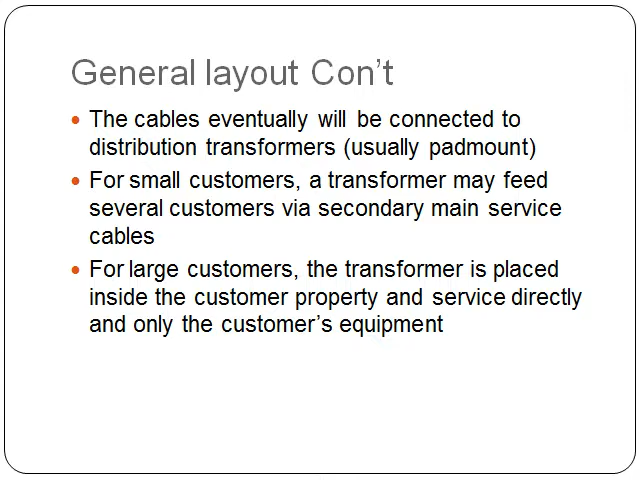 General layout Con’t
• The cables eventually will be connected to
distribution transformers (usually padmount)
• For small customers, a transformer may feed
several customers via secondary main service
cables
• For large customers, the transformer is placed
inside the customer property and service directly
and only the customer’s equipment